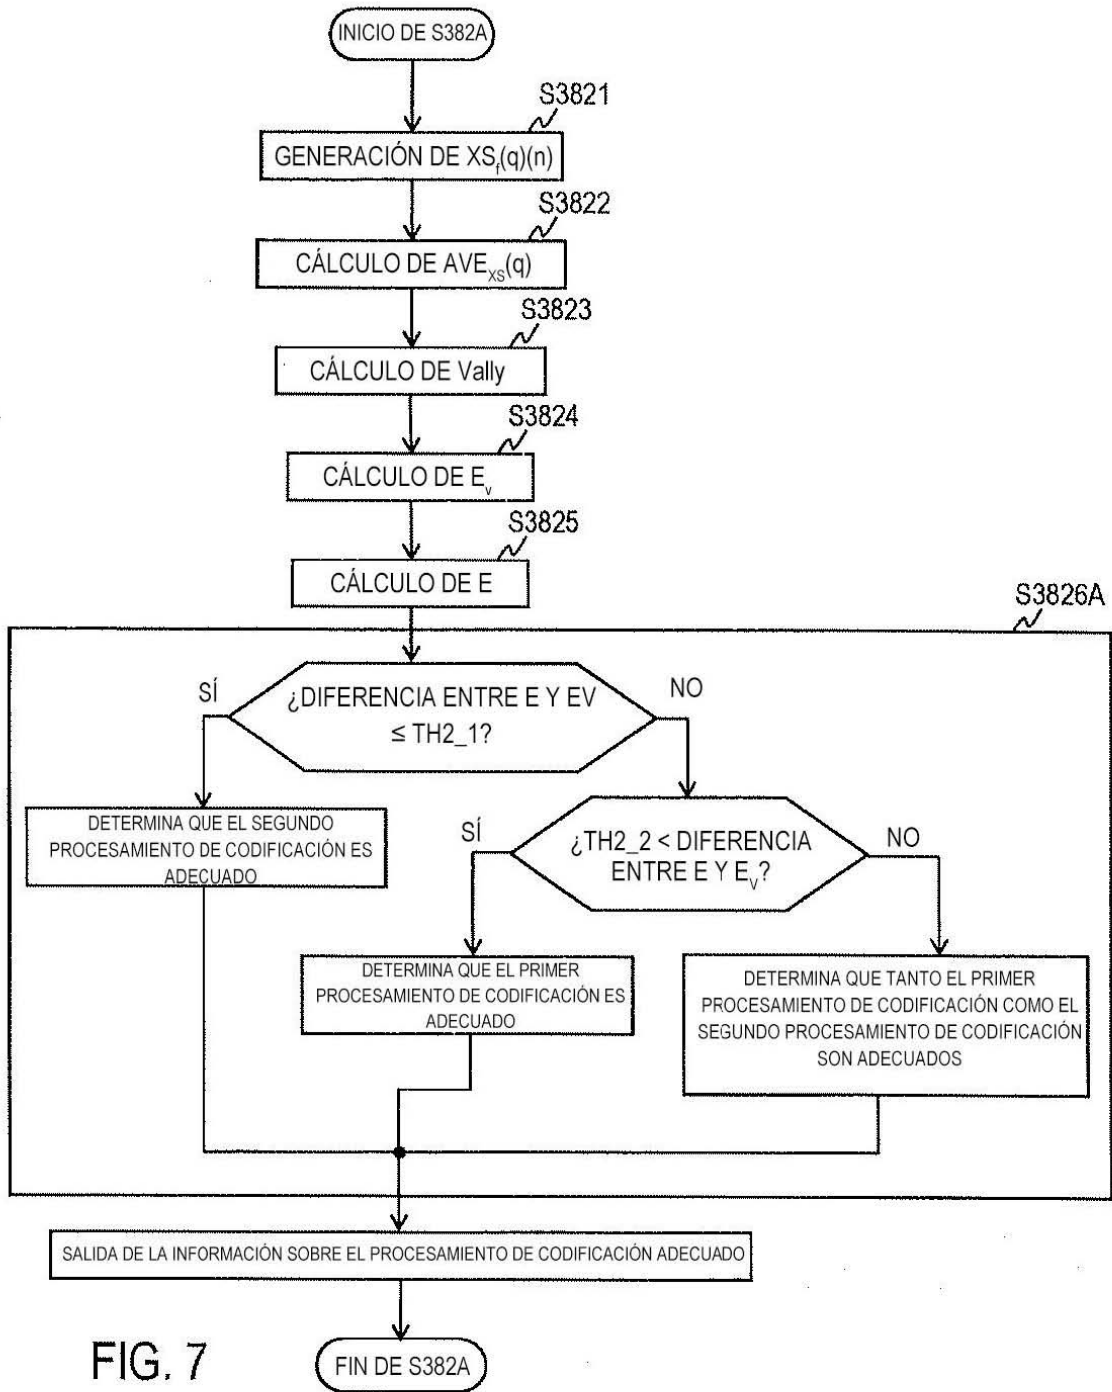 INICIO DE S382A
S3821
GENERACIÓN DE XSf(q)(n)
S3822
CÁLCULO DE AVEXS(q)
S3823
CÁLCULO DE Vally
S3824
CÁLCULO DE Ev
S3825
CÁLCULO DE E
S3826A
¿DIFERENCIA ENTRE E Y EV
≤ TH2_1?
SÍ
NO
DETERMINA QUE EL SEGUNDO
PROCESAMIENTO DE CODIFICACIÓN ES
ADECUADO
¿TH2_2 < DIFERENCIA
ENTRE E Y EV?
SÍ
NO
DETERMINA QUE EL PRIMER
PROCESAMIENTO DE CODIFICACIÓN ES
ADECUADO
DETERMINA QUE TANTO EL PRIMER
PROCESAMIENTO DE CODIFICACIÓN COMO EL
SEGUNDO PROCESAMIENTO DE CODIFICACIÓN
SON ADECUADOS
SALIDA DE LA INFORMACIÓN SOBRE EL PROCESAMIENTO DE CODIFICACIÓN ADECUADO
FIN DE S382A
FIG. 7